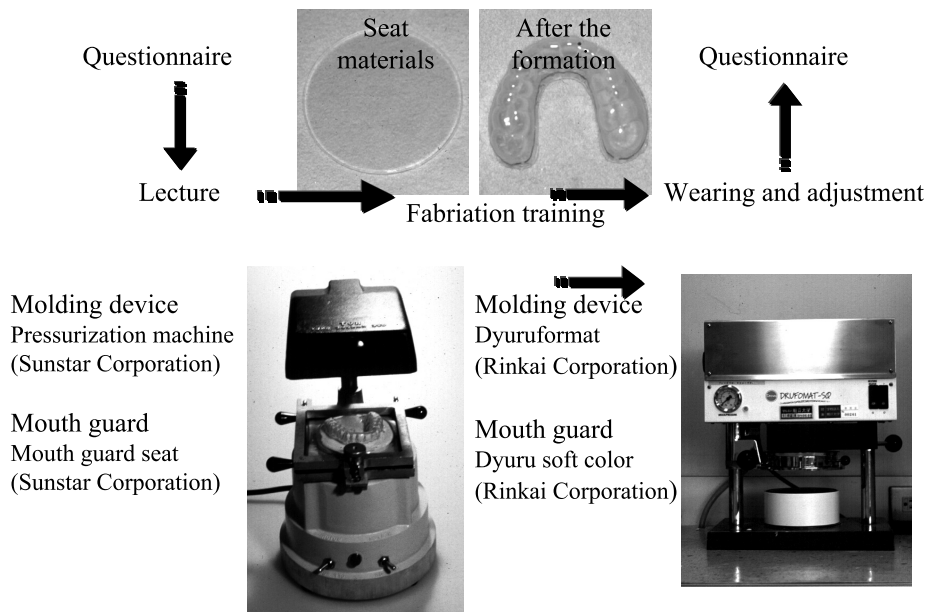 Questionnaire
Lecture
Seat
materials
After the
formation
Fabriation training
Questionnaire
Wearing and adjustment
Molding device
Pressurization machine
(Sunstar Corporation)
Mouth guard
Mouth guard seat
(Sunstar Corporation)
Molding device
Dyuruformat
(Rinkai Corporation)
Mouth guard
Dyuru soft color
(Rinkai Corporation)
DRUFOMAT-SQ